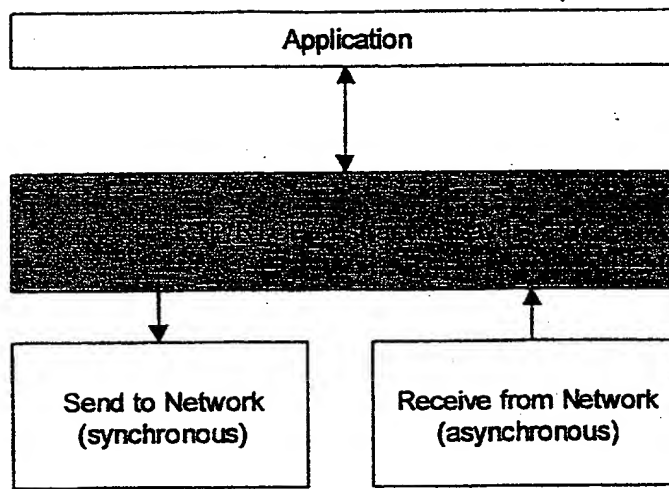 Application
Send to Network
(synchronous)
Receive from Network
(asynchronous)